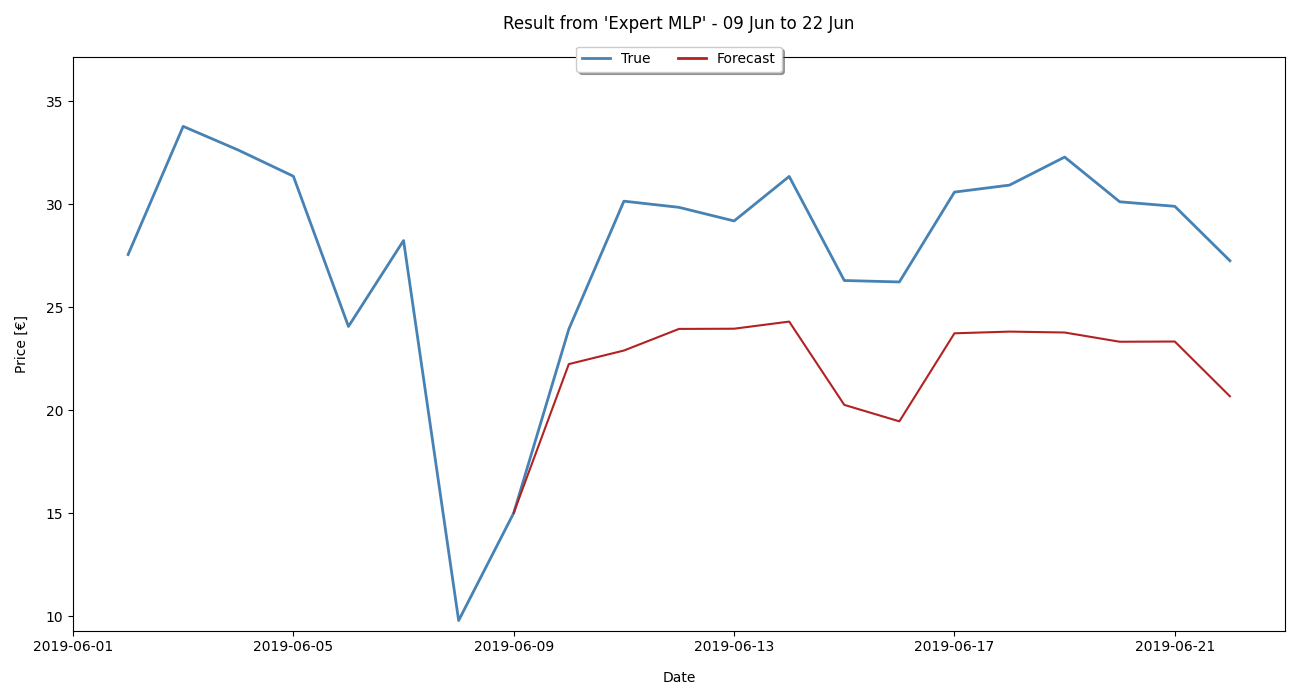 Result from 'Expert MLP' - 09 Jun to 22 Jun
True Forecast
35
30
25
20
15
10
Price [€]
2019-06-01 2019-06-05 2019-06-09 2019-06-13 2019-06-17 2019-06-21
Date